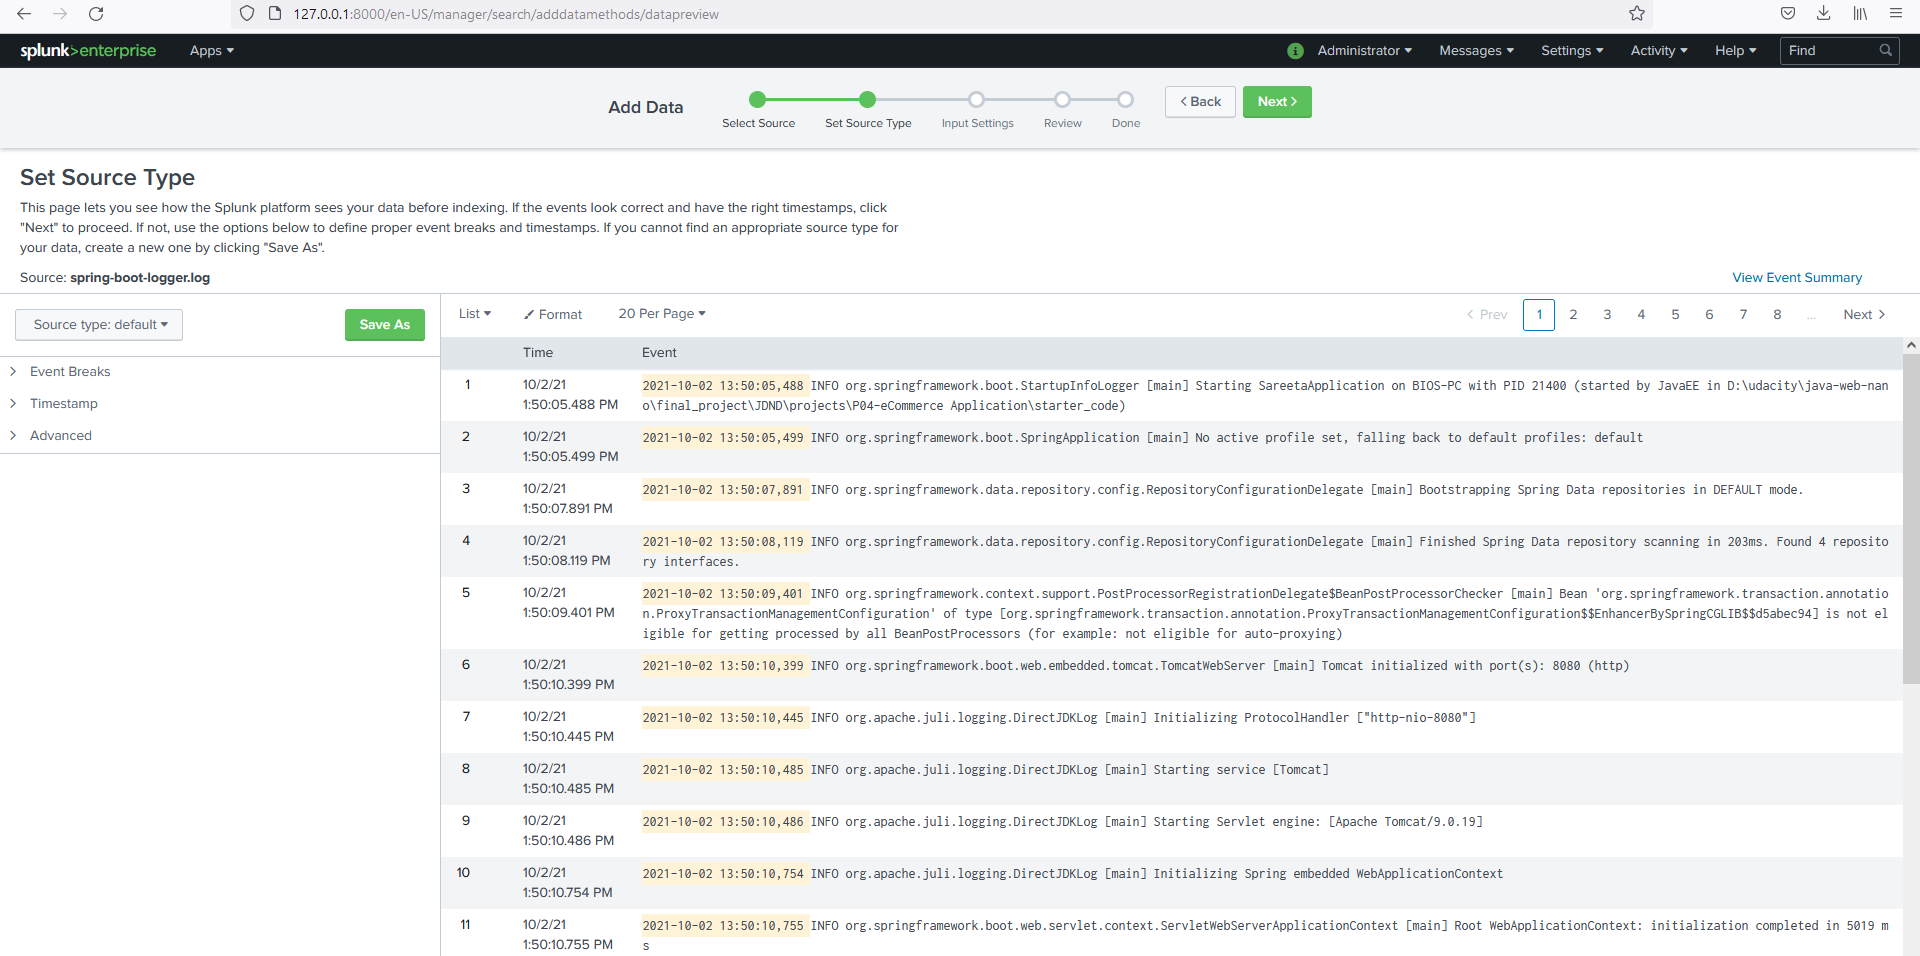 127.0.0.1:8000/en-US/manager/search/adddatamethods/datapreview
splunk>enterprise Apps Administrator Messages Settings Activity Help Find
Add Data Select Source Set Source Type Input Settings Review Done < Back Next >
Set Source Type
This page lets you see how the Splunk platform sees your data before indexing. If the events look correct and have the right timestamps, click
"Next" to proceed. If not, use the options below to define proper event breaks and timestamps. If you cannot find an appropriate source type for
your data, create a new one by clicking "Save As".
Source: spring-boot-logger.log View Event Summary
Source type: default Save As
Event Breaks
Timestamp
Advanced
List Format 20 Per Page < Prev 1 2 3 4 5 6 7 8 ... Next >
Time Event
1 10/2/21 2021-10-02 13:50:05,488 INFO org.springframework.boot.StartupInfoLogger [main] Starting SareetaApplication on BIOS-PC with PID 21400 (started by JavaEE in D:\udacity\java-web-nan
1:50:05.488 PM o\final_project\JDND\projects\P04-eCommerce Application\starter_code)
2 10/2/21 2021-10-02 13:50:05,499 INFO org.springframework.boot.SpringApplication [main] No active profile set, falling back to default profiles: default
1:50:05.499 PM
3 10/2/21 2021-10-02 13:50:07,891 INFO org.springframework.data.repository.config.RepositoryConfigurationDelegate [main] Bootstrapping Spring Data repositories in DEFAULT mode.
1:50:07.891 PM
4 10/2/21 2021-10-02 13:50:08,119 INFO org.springframework.data.repository.config.RepositoryConfigurationDelegate [main] Finished Spring Data repository scanning in 203ms. Found 4 reposito
1:50:08.119 PM ry interfaces.
5 10/2/21 2021-10-02 13:50:09,401 INFO org.springframework.context.support.PostProcessorRegistrationDelegate$BeanPostProcessorChecker [main] Bean 'org.springframework.transaction.annotatio
1:50:09.401 PM n.ProxyTransactionManagementConfiguration' of type [org.springframework.transaction.annotation.ProxyTransactionManagementConfiguration$$EnhancerBySpringCGLIB$$d5abec94] is not el
igible for getting processed by all BeanPostProcessors (for example: not eligible for auto-proxying)
6 10/2/21 2021-10-02 13:50:10,399 INFO org.springframework.boot.web.embedded.tomcat.TomcatWebServer [main] Tomcat initialized with port(s): 8080 (http)
1:50:10.399 PM
7 10/2/21 2021-10-02 13:50:10,445 INFO org.apache.juli.logging.DirectJDKLog [main] Initializing ProtocolHandler ["http-nio-8080"]
1:50:10.445 PM
8 10/2/21 2021-10-02 13:50:10,485 INFO org.apache.juli.logging.DirectJDKLog [main] Starting service [Tomcat]
1:50:10.485 PM
9 10/2/21 2021-10-02 13:50:10,486 INFO org.apache.juli.logging.DirectJDKLog [main] Starting Servlet engine: [Apache Tomcat/9.0.19]
1:50:10.486 PM
10 10/2/21 2021-10-02 13:50:10,754 INFO org.apache.juli.logging.DirectJDKLog [main] Initializing Spring embedded WebApplicationContext
1:50:10.754 PM
11 10/2/21 2021-10-02 13:50:10,755 INFO org.springframework.boot.web.servlet.context.ServletWebServerApplicationContext [main] Root WebApplicationContext: initialization completed in 5019 m
1:50:10.755 PM s